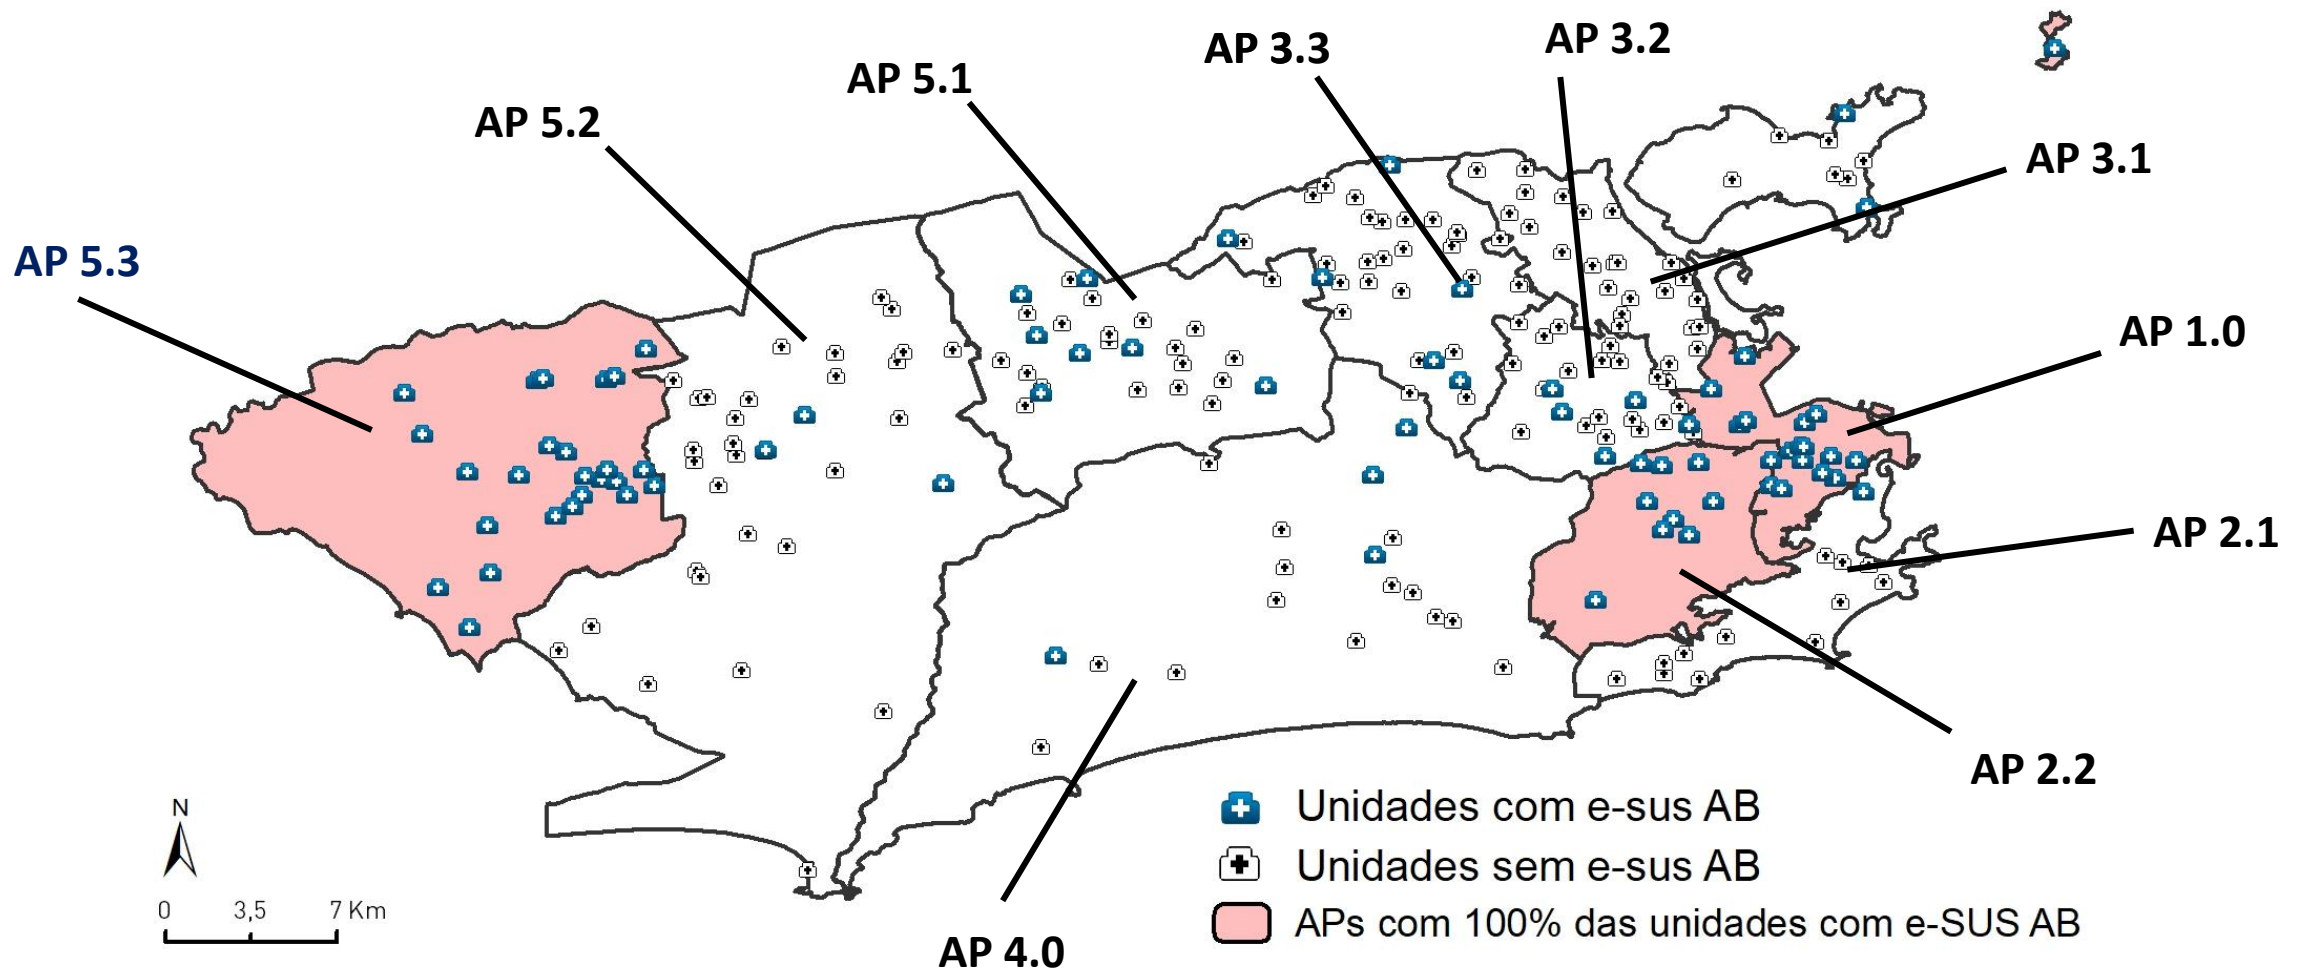 AP 3.2
AP 3.3
AP 5.1
AP 5.2
AP 3.1
AP 5.3
AP 1.0
AP 2.1
AP 2.2
N
0 3,5 7 Km
AP 4.0
Unidades com e-sus AB
Unidades sem e-sus AB
APs com 100% das unidades com e-SUS AB